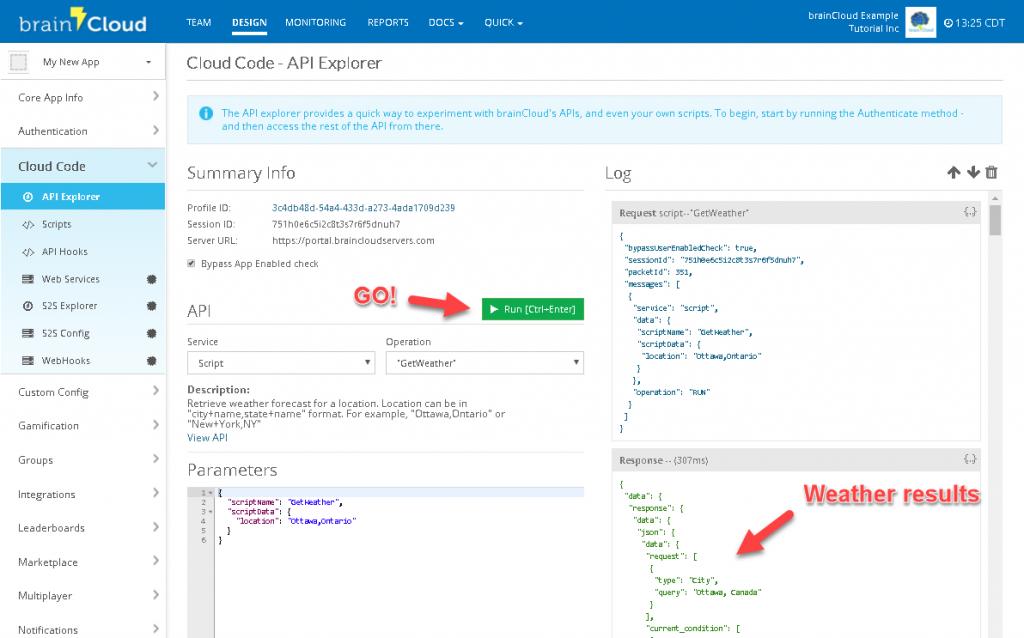 brainCloud TEAM DESIGN MONITORING REPORTS DOCS QUICK brainCloud Example
Tutorial Inc 13:25 CDT
My New App
Core App Info
Authentication
Cloud Code
API Explorer
Scripts
API Hooks
Web Services
S2S Explorer
S2S Config
WebHooks
Custom Config
Gamification
Groups
Integrations
Leaderboards
Marketplace
Multiplayer
Notifications
Cloud Code - API Explorer
The API explorer provides a quick way to experiment with brainCloud's APIs, and even your own scripts. To begin, start by running the Authenticate method -
and then access the rest of the API from there.
Summary Info
Profile ID: 3c4db48d-54a4-433d-a273-4ada1709d239
Session ID: 751h0e6c5i2c8t3s7r6f5dnuh7
Server URL: https://portal.braincloudservers.com
Bypass App Enabled check
GO!
API Run [Ctrl+Enter]
Service Operation
Script "GetWeather"
Description:
Retrieve weather forecast for a location. Location can be in
"city+name,state+name" format. For example, "Ottawa,Ontario" or
"New+York,NY"
View API
Parameters
1 {
2 "scriptName": "GetWeather",
3 "scriptData": {
4 "location": "Ottawa,Ontario"
5 }
6 }
Log
Request script--"GetWeather" {..}
{
"bypassUserEnabledCheck": true,
"sessionId": "751h0e6c5i2c8t3s7r6f5dnuh7",
"packetId": 351,
"messages": [
{
"service": "script",
"data": {
"scriptName": "GetWeather",
"scriptData": {
"location": "Ottawa,Ontario"
}
},
"operation": "RUN"
}
]
}
Response -- (307ms) {..}
Weather results
{
"data": {
"response": {
"data": {
"json": {
"data": {
"request": [
{
"type": "City",
"query": "Ottawa, Canada"
}
],
"current_condition": [